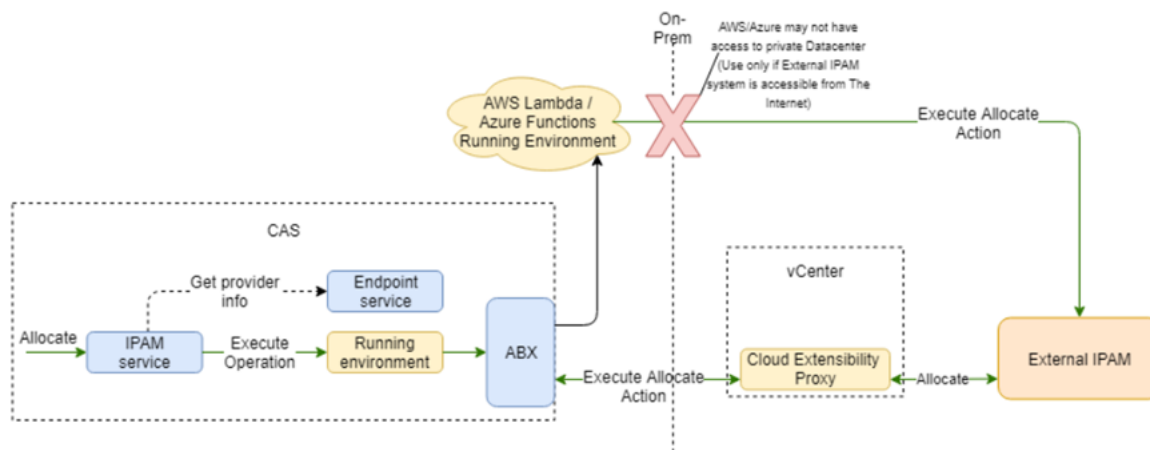 On-
Prem
AWS/Azure may not have
access to private Datacenter
(Use only if External IPAM
system is accessible from The
Internet)
AWS Lambda /
Azure Functions
Running Environment
Execute Allocate
Action
CAS
Get provider
info
Endpoint
service
Allocate
IPAM
service
Execute
Operation
Running
environment
ABX
Execute Allocate
Action
vCenter
Cloud Extensibility
Proxy
Allocate
External IPAM